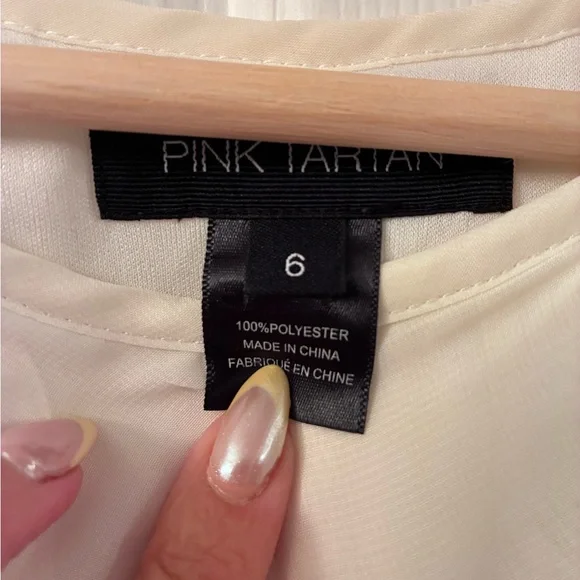 PINK TARTAN
6
100%POLYESTER
MADE IN CHINA
FABRIQUÉ EN CHINE